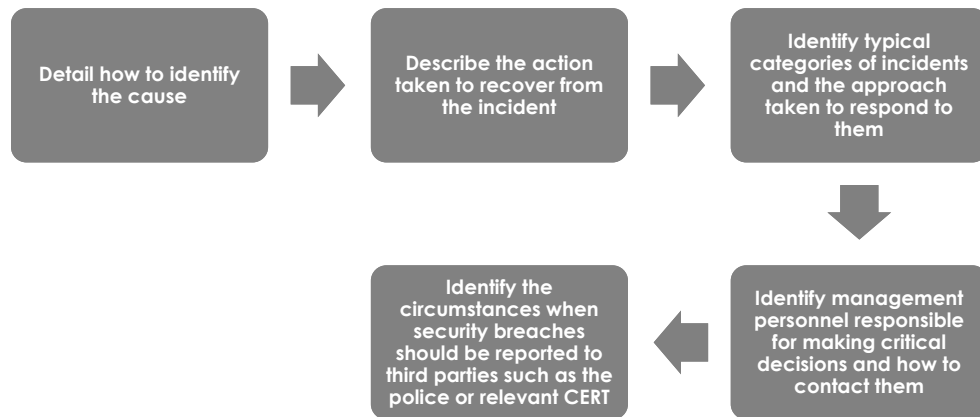 Detail how to identify
the cause
Describe the action
taken to recover from
the incident
Identify typical
categories of incidents
and the approach
taken to respond to
them
Identify management
personnel responsible
for making critical
decisions and how to
contact them
Identify the
circumstances when
security breaches
should be reported to
third parties such as the
police or relevant CERT